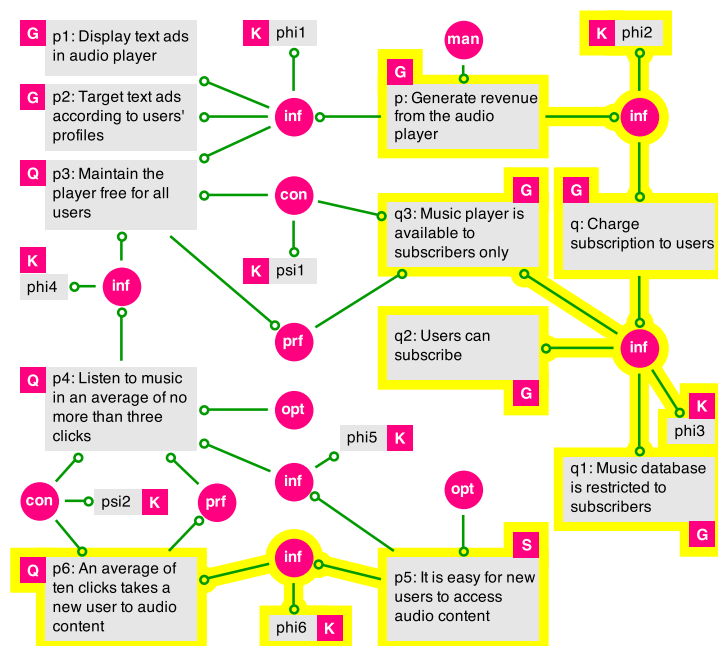 G
p1: Display text ads
in audio player
K
phi1
man
K
phi2
G
p2: Target text ads
according to users'
profiles
inf
G
p: Generate revenue
from the audio
player
inf
Q
p3: Maintain the
player free for all
users
con
G
q3: Music player is
available to
subscribers only
G
q: Charge
subscription to users
K
phi4
inf
K
psi1
prf
q2: Users can
subscribe
G
inf
Q
p4: Listen to music
in an average of no
more than three
clicks
opt
K
phi3
phi5
K
con
psi2
K
prf
inf
opt
q1: Music database
is restricted to
subscribers
G
Q
p6: An average of
ten clicks takes a
new user to audio
content
inf
phi6
K
S
p5: It is easy for new
users to access
audio content